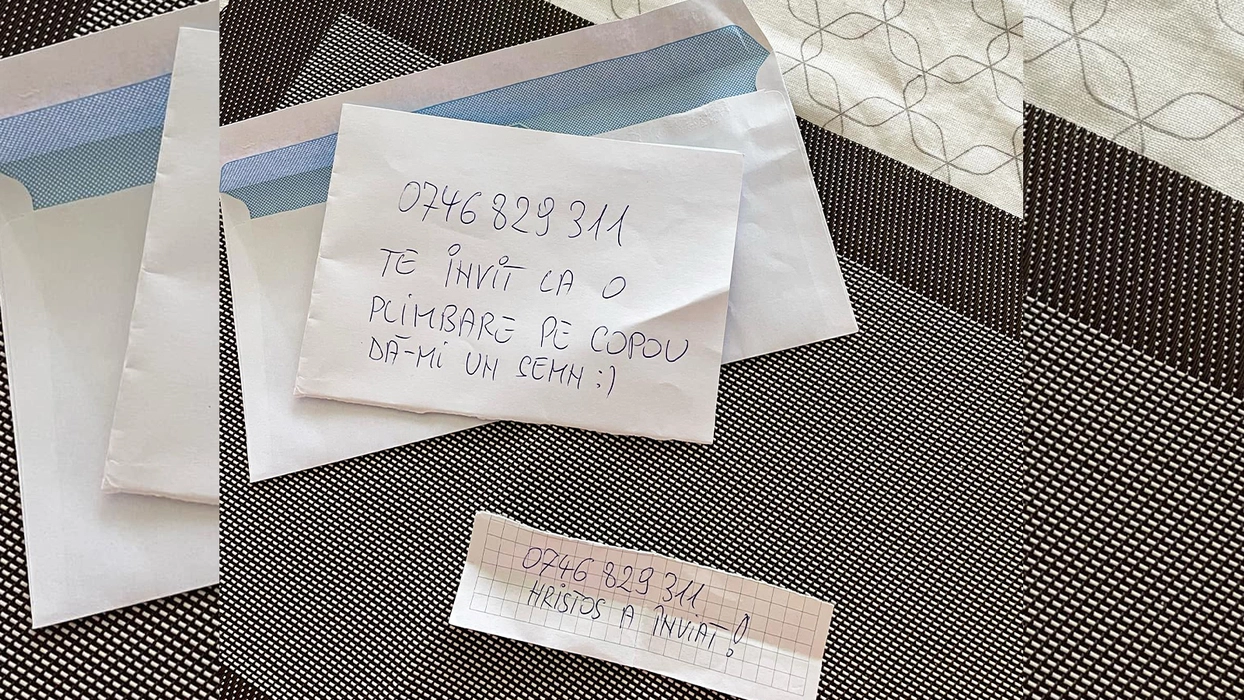 0746 829 311
TE ÎNVIT LA O
PLIMBARE PE COPOU
DĂ-MI UN SEMN :)
0746 829 311
HRISTOS A ÎNVIAT!